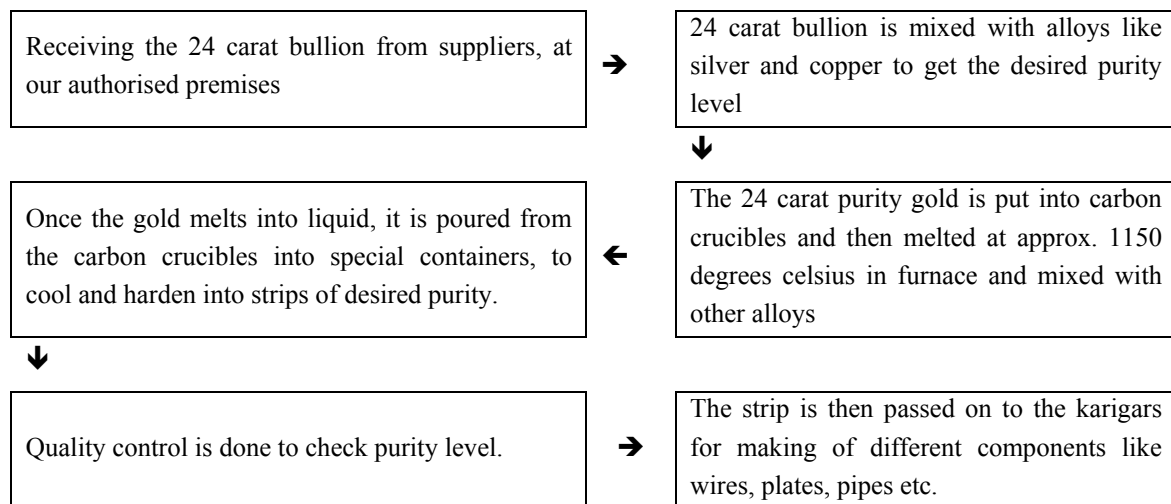 Receiving the 24 carat bullion from suppliers, at
our authorised premises
➔
24 carat bullion is mixed with alloys like
silver and copper to get the desired purity
level
🡻
The 24 carat purity gold is put into carbon
crucibles and then melted at approx. 1150
degrees celsius in furnace and mixed with
other alloys
🡸
Once the gold melts into liquid, it is poured from
the carbon crucibles into special containers, to
cool and harden into strips of desired purity.
🡻
Quality control is done to check purity level.
➔
The strip is then passed on to the karigars
for making of different components like
wires, plates, pipes etc.